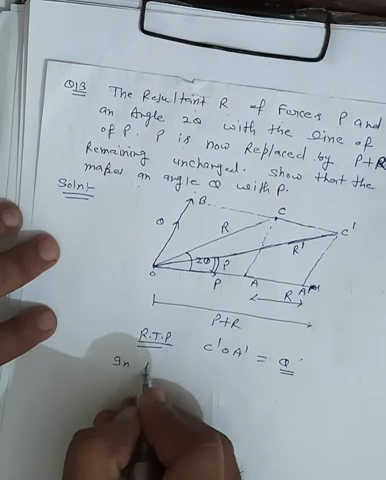 Q13 The Resultant R of Forces P and
an Angle 2θ with the line of
of P. P is now Replaced by P+R
Remaining unchanged. show that the
makes an angle θ with P.
Soln:-
B
C
C'
R
R'
2θ
P
O
P
A
R
P+R
R.T.P
C'OA' = θ
In